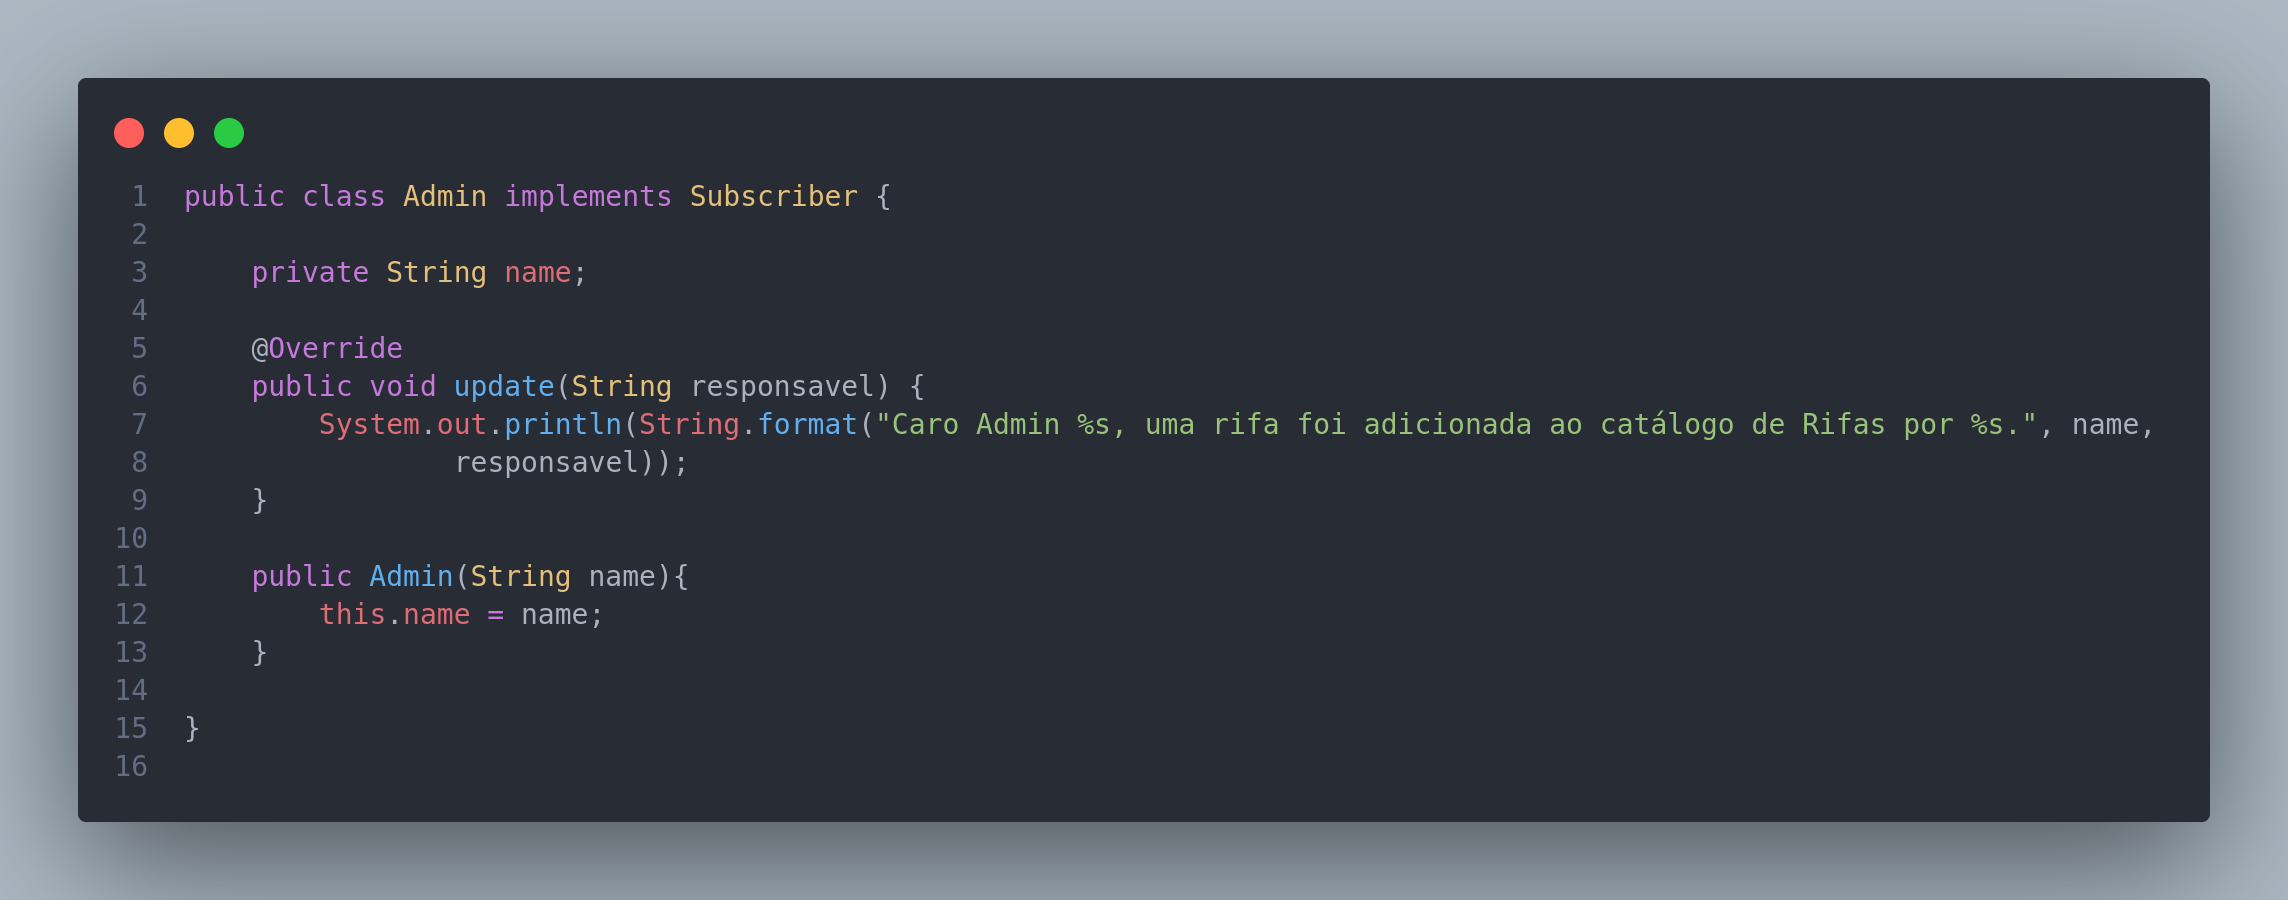 1 public class Admin implements Subscriber {
2
3     private String name;
4
5     @Override
6     public void update(String responsavel) {
7         System.out.println(String.format("Caro Admin %s, uma rifa foi adicionada ao catálogo de Rifas por %s.", name,
8                 responsavel));
9     }
10
11     public Admin(String name){
12         this.name = name;
13     }
14
15 }
16